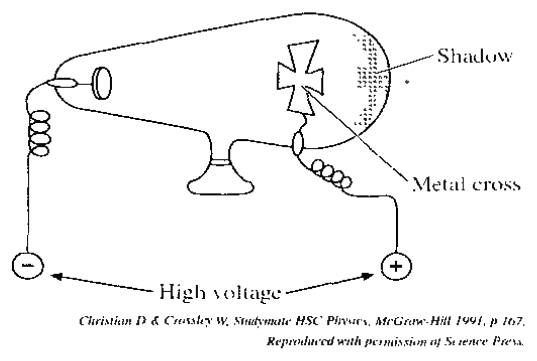 Shadow
Metal cross
−
+
High voltage
Christian D & Crossley W, Studymate HSC Physics, McGraw-Hill 1991, p 167.
Reproduced with permission of Science Press.